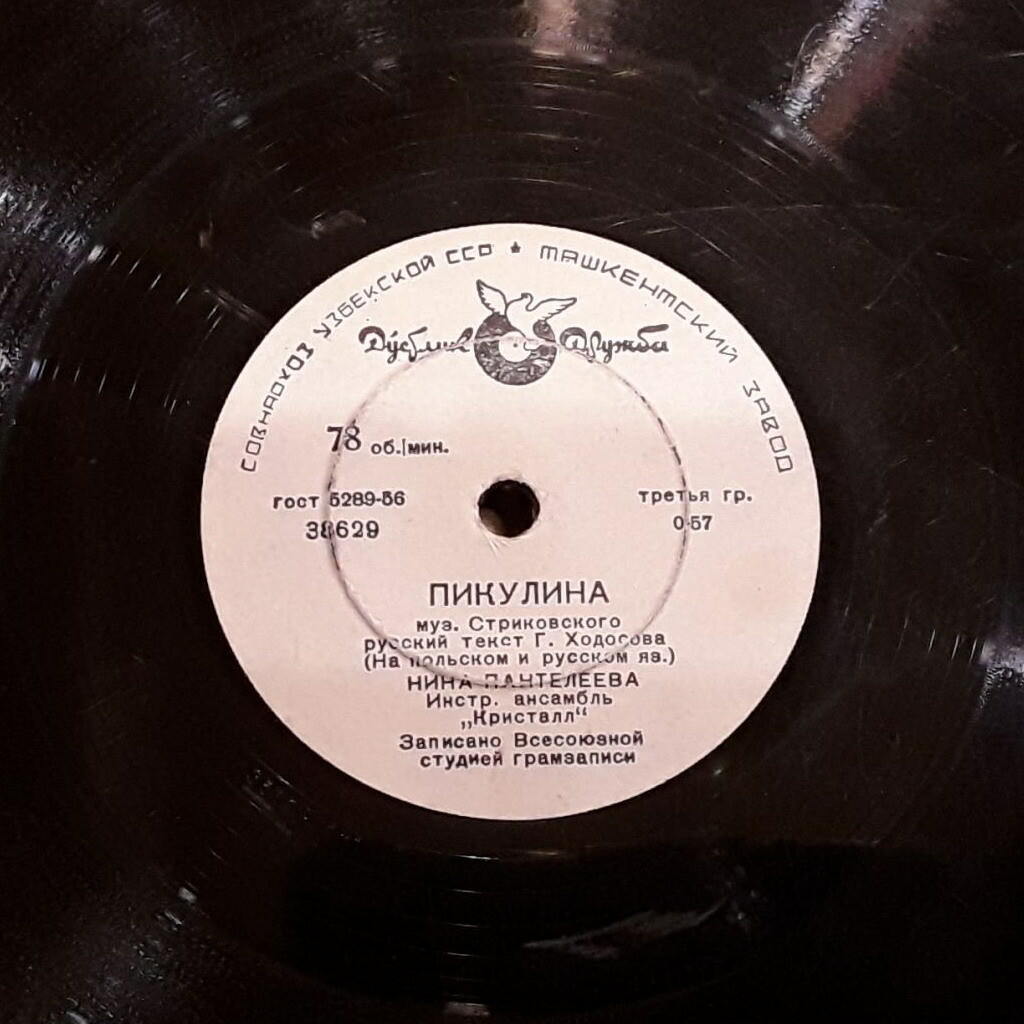 СОВНАРХОЗ УЗБЕКСКОЙ ССР ★ ТАШКЕНТСКИЙ ЗАВОД
Дўстлик Дружба
78 об./мин.
гост 5289-56
38629
третья гр.
0-57
ПИКУЛИНА
муз. Стриковского
русский текст Г. Ходосова
(На польском и русском яз.)
НИНА ПАНТЕЛЕЕВА
Инстр. ансамбль
„Кристалл“
Записано Всесоюзной
студией грамзаписи